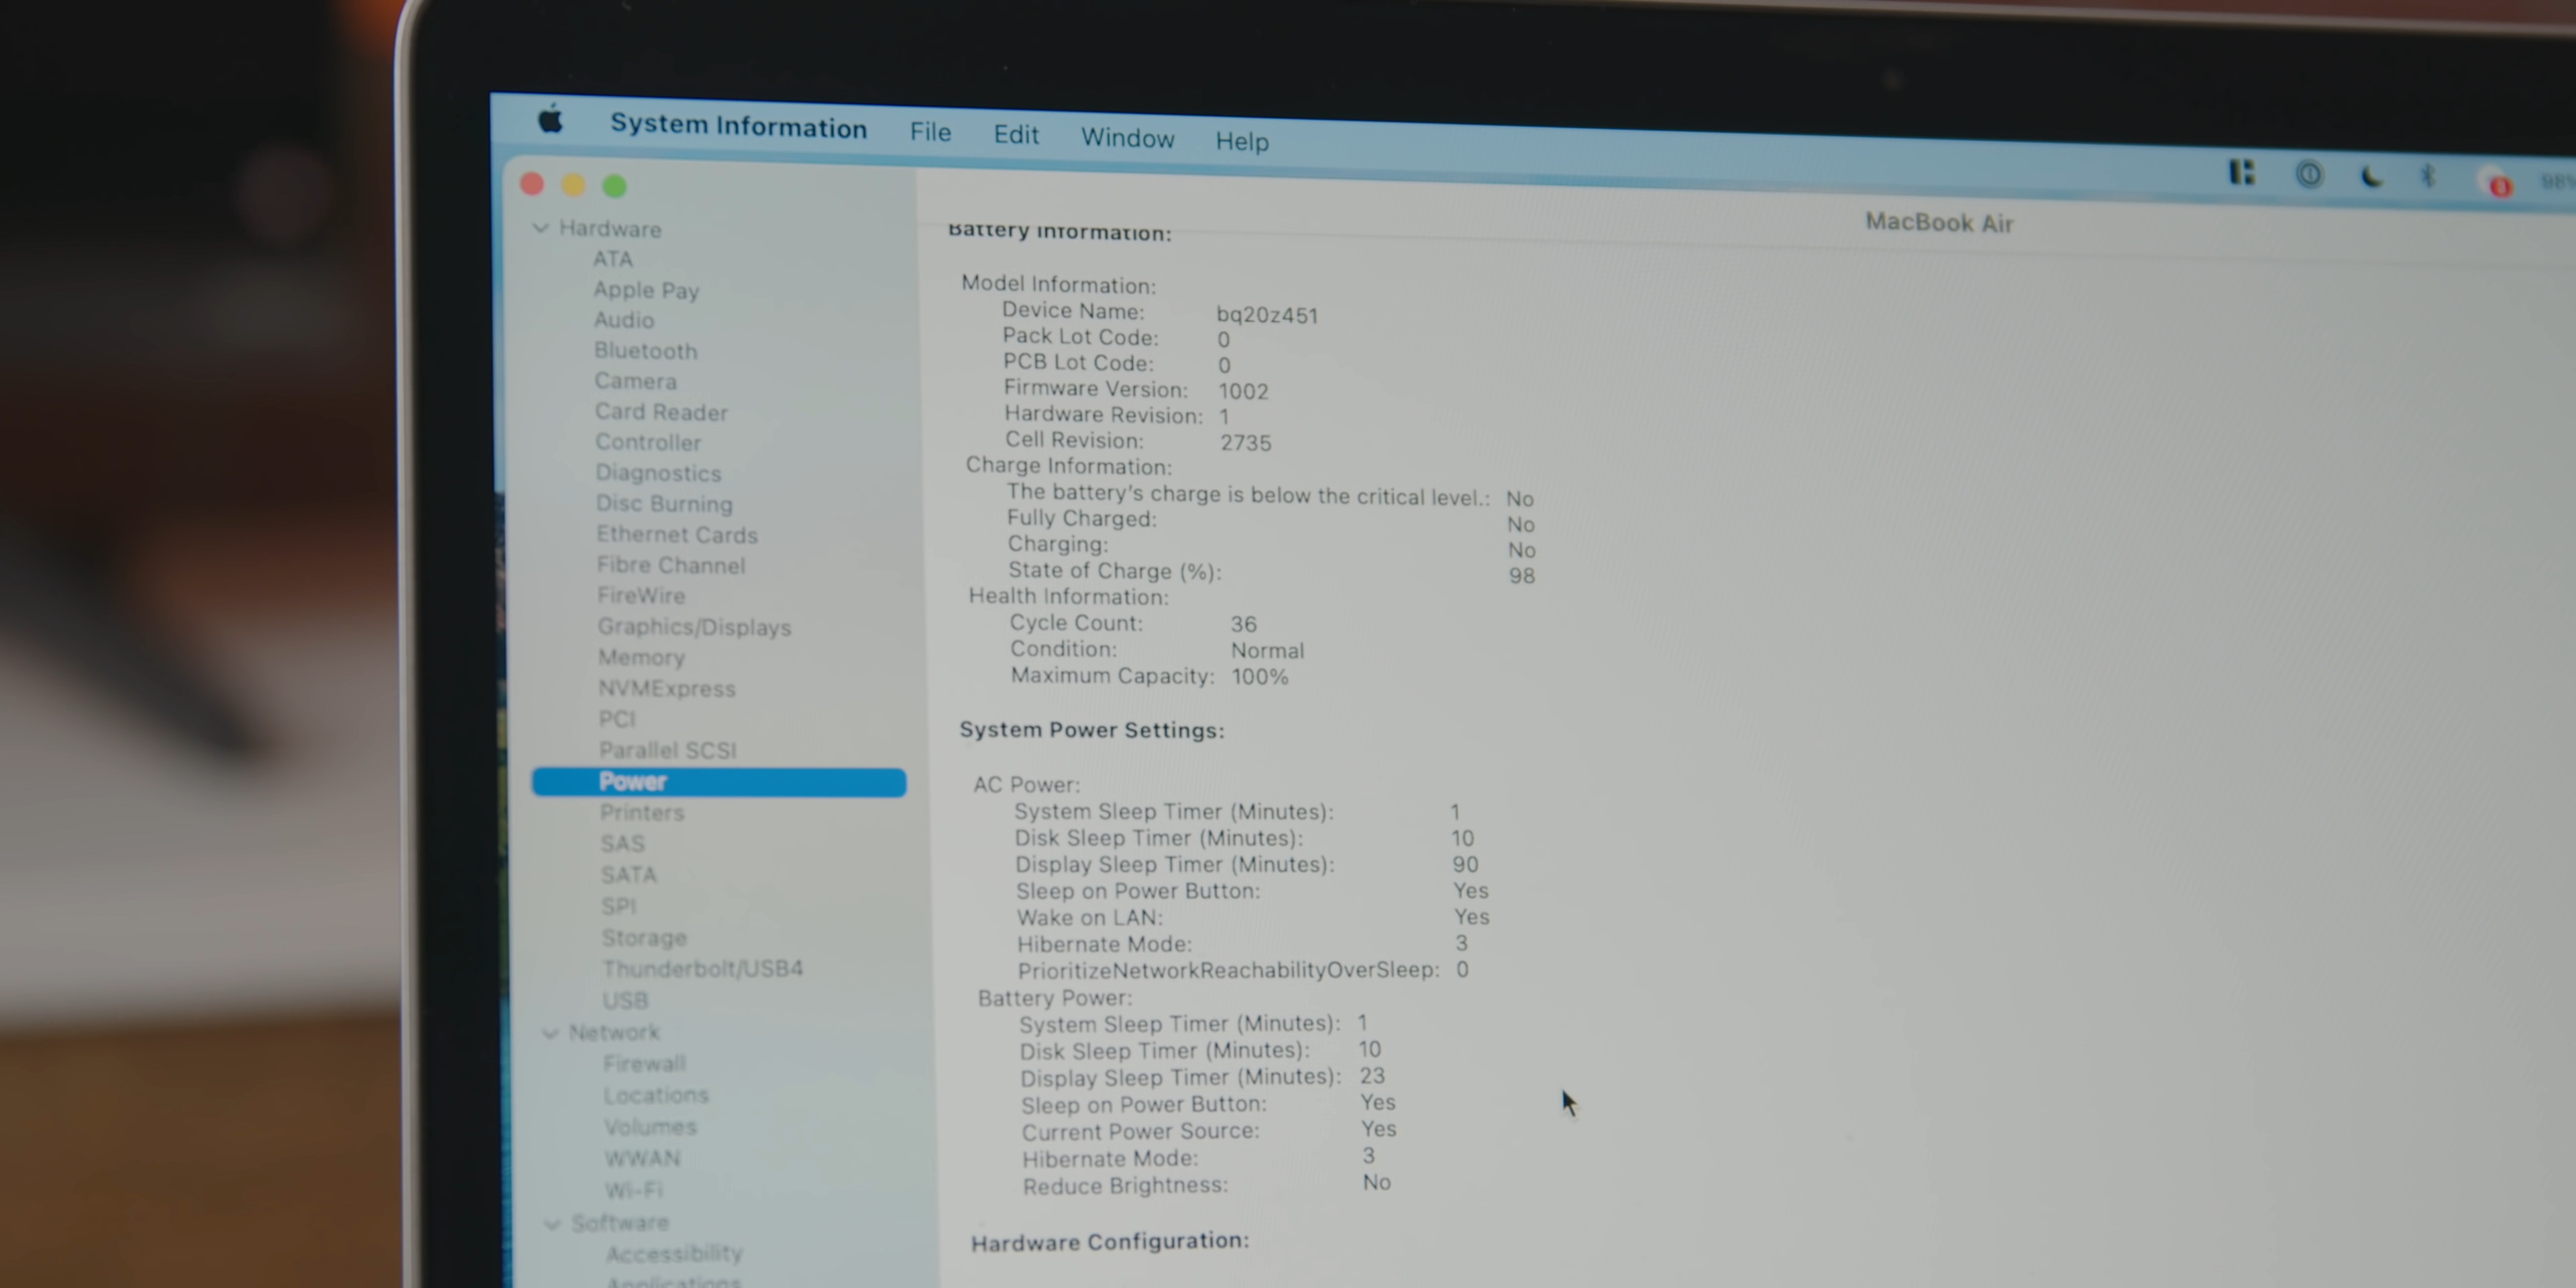 System Information File Edit Window Help
98%
MacBook Air
Hardware
ATA
Apple Pay
Audio
Bluetooth
Camera
Card Reader
Controller
Diagnostics
Disc Burning
Ethernet Cards
Fibre Channel
FireWire
Graphics/Displays
Memory
NVMExpress
PCI
Parallel SCSI
Power
Printers
SAS
SATA
SPI
Storage
Thunderbolt/USB4
USB
Network
Firewall
Locations
Volumes
WWAN
Wi-Fi
Software
Accessibility
Applications
Battery Information:
Model Information:
Device Name: bq20z451
Pack Lot Code: 0
PCB Lot Code: 0
Firmware Version: 1002
Hardware Revision: 1
Cell Revision: 2735
Charge Information:
The battery's charge is below the critical level.: No
Fully Charged: No
Charging: No
State of Charge (%): 98
Health Information:
Cycle Count: 36
Condition: Normal
Maximum Capacity: 100%
System Power Settings:
AC Power:
System Sleep Timer (Minutes): 1
Disk Sleep Timer (Minutes): 10
Display Sleep Timer (Minutes): 90
Sleep on Power Button: Yes
Wake on LAN: Yes
Hibernate Mode: 3
PrioritizeNetworkReachabilityOverSleep: 0
Battery Power:
System Sleep Timer (Minutes): 1
Disk Sleep Timer (Minutes): 10
Display Sleep Timer (Minutes): 23
Sleep on Power Button: Yes
Current Power Source: Yes
Hibernate Mode: 3
Reduce Brightness: No
Hardware Configuration: